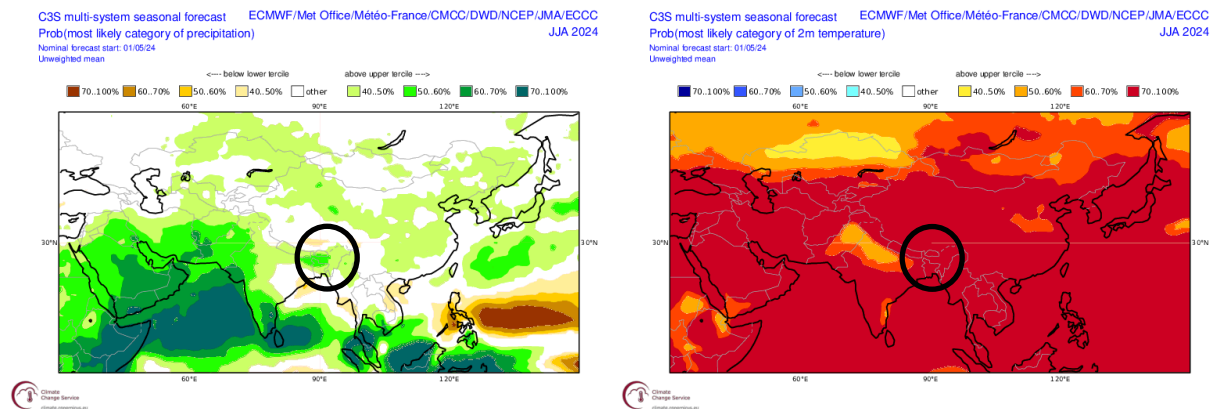 C3S multi-system seasonal forecast ECMWF/Met Office/Météo-France/CMCC/DWD/NCEP/JMA/ECCC
Prob(most likely category of precipitation) JJA 2024
Nominal forecast start: 01/05/24
Unweighted mean
<---- below lower tercile above upper tercile ---->
70..100% 60..70% 50..60% 40..50% other 40..50% 50..60% 60..70% 70..100%
60°E 90°E 120°E
30°N 30°N
60°E 90°E 120°E
Climate
Change Service
climate.copernicus.eu
C3S multi-system seasonal forecast ECMWF/Met Office/Météo-France/CMCC/DWD/NCEP/JMA/ECCC
Prob(most likely category of 2m temperature) JJA 2024
Nominal forecast start: 01/05/24
Unweighted mean
<---- below lower tercile above upper tercile ---->
70..100% 60..70% 50..60% 40..50% other 40..50% 50..60% 60..70% 70..100%
60°E 90°E 120°E
30°N 30°N
60°E 90°E 120°E
Climate
Change Service
climate.copernicus.eu